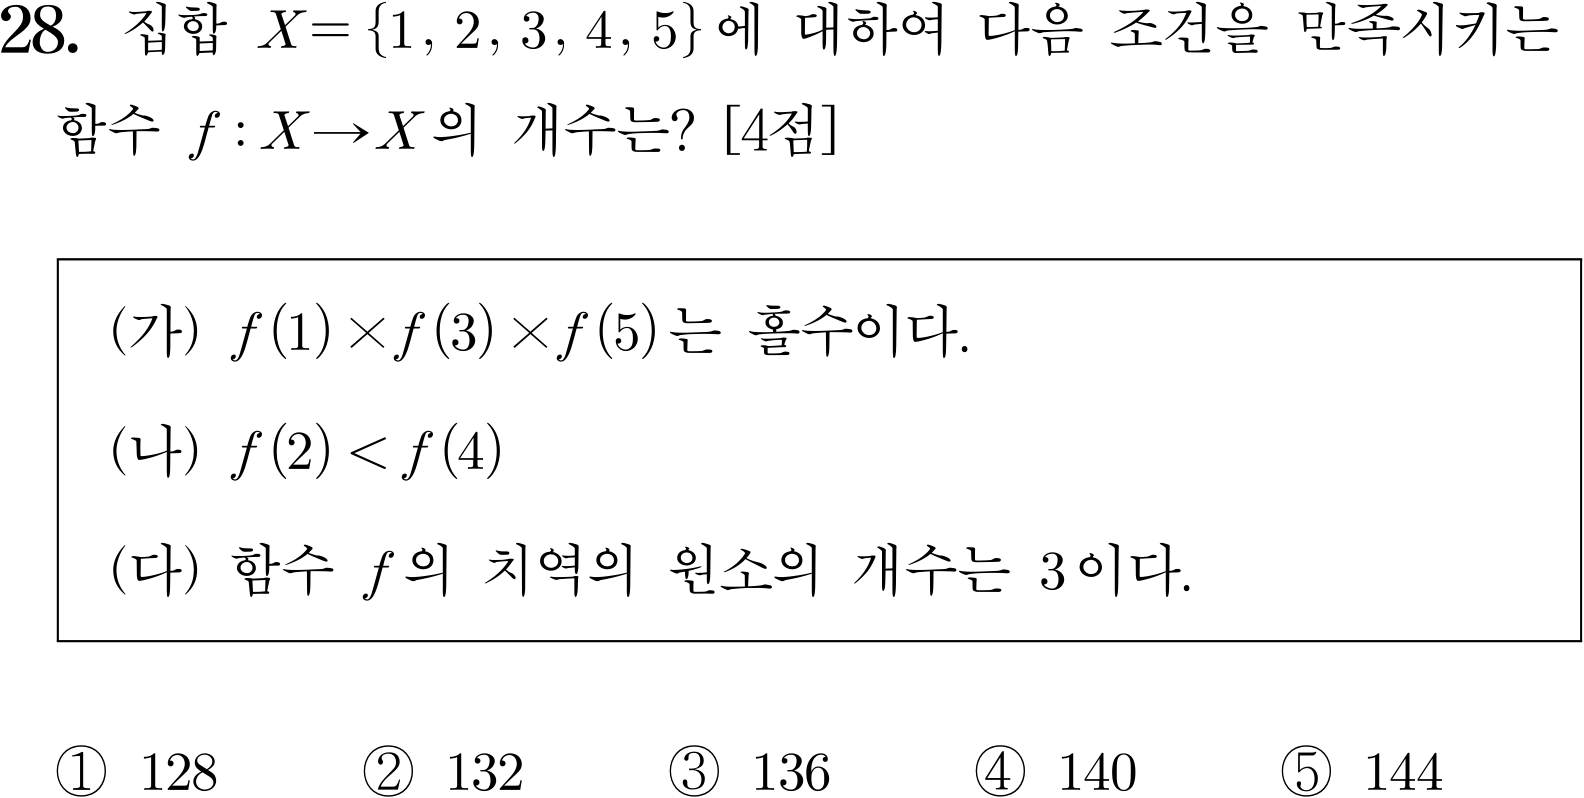 28. 집합 X={1, 2, 3, 4, 5}에 대하여 다음 조건을 만족시키는
함수 f : X→X의 개수는? [4점]
(가) f(1)×f(3)×f(5)는 홀수이다.
(나) f(2)<f(4)
(다) 함수 f의 치역의 원소의 개수는 3이다.
① 128 ② 132 ③ 136 ④ 140 ⑤ 144